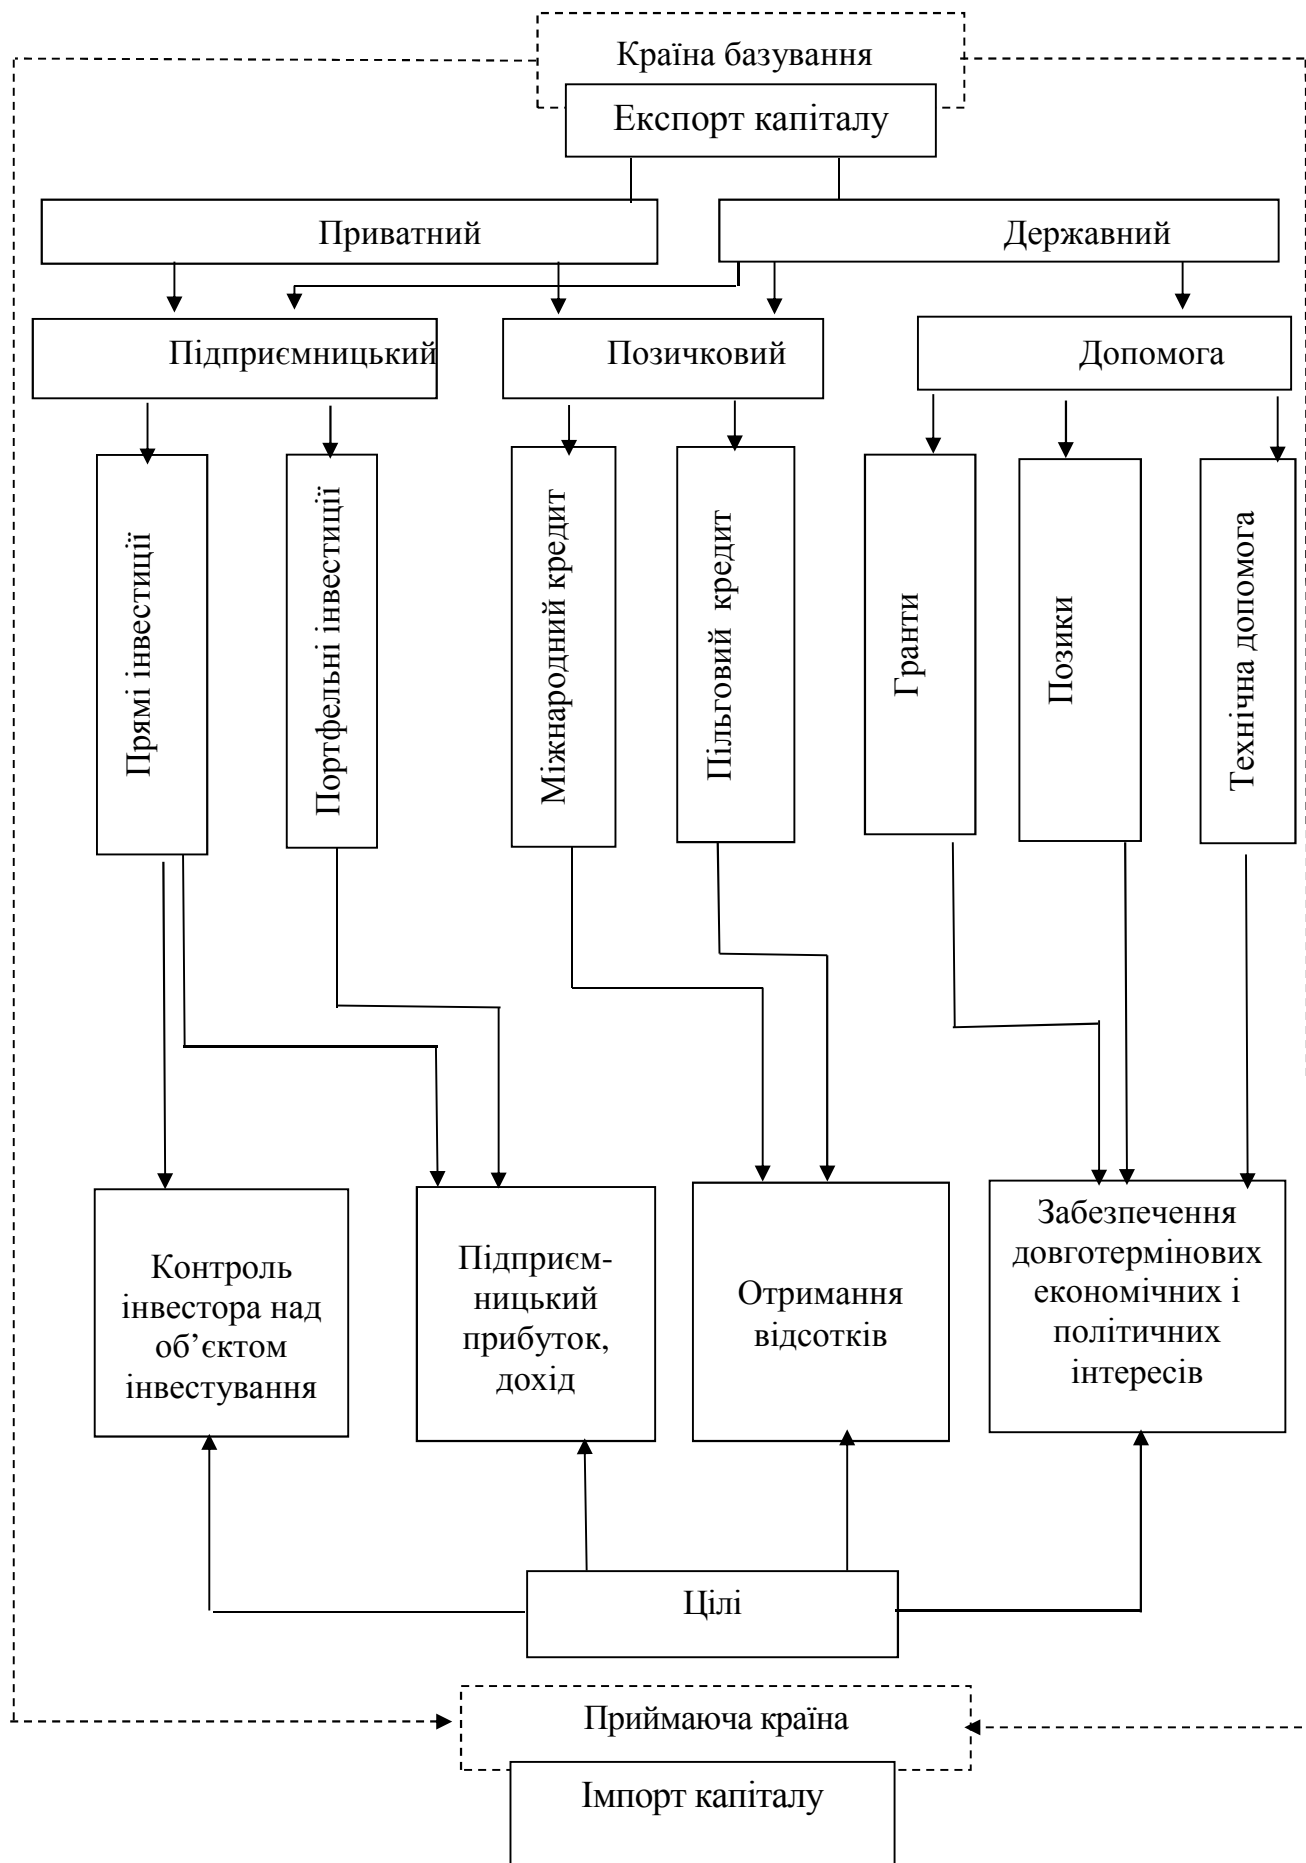 Країна базування
Експорт капіталу
Приватний
Державний
Підприємницький
Позичковий
Допомога
Прямі інвестиції
Портфельні інвестиції
Міжнародний кредит
Пільговий кредит
Гранти
Позики
Технічна допомога
Контроль
інвестора над
об’єктом
інвестування
Підприєм-
ницький
прибуток,
дохід
Отримання
відсотків
Забезпечення
довготермінових
економічних і
політичних
інтересів
Цілі
Приймаюча країна
Імпорт капіталу